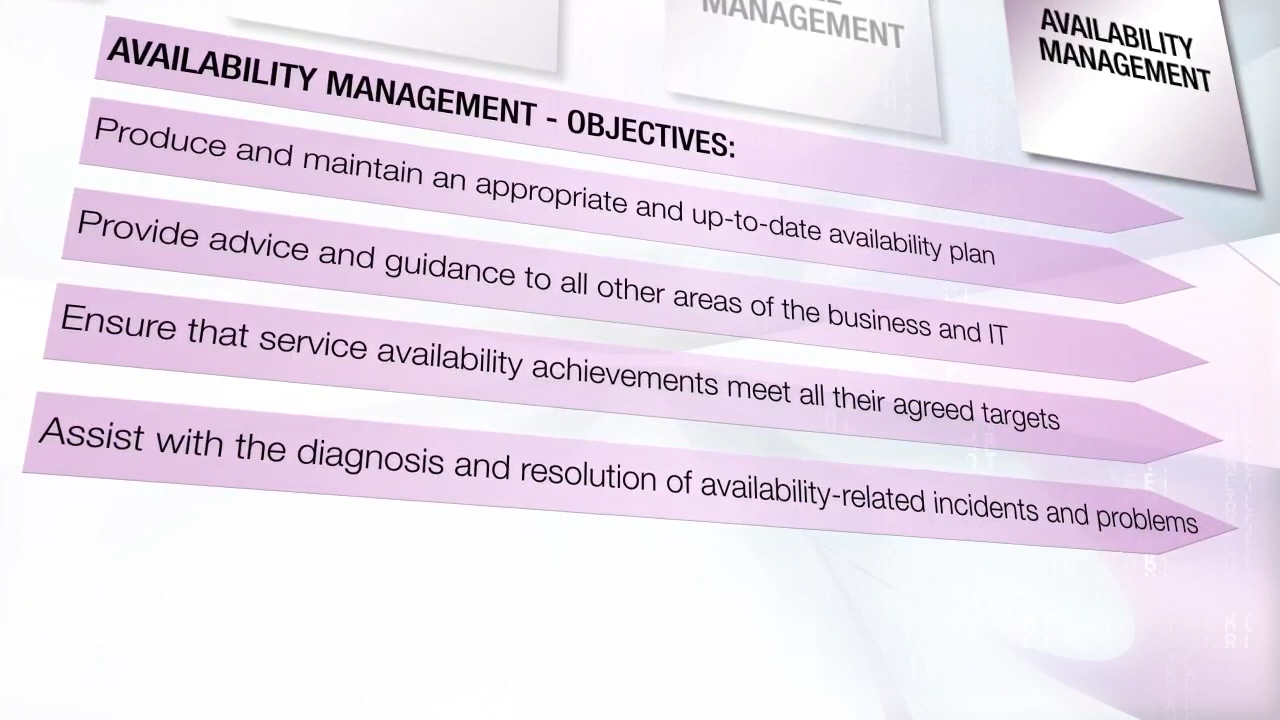 MANAGEMENT
AVAILABILITY
MANAGEMENT
AVAILABILITY MANAGEMENT - OBJECTIVES:
Produce and maintain an appropriate and up-to-date availability plan
Provide advice and guidance to all other areas of the business and IT
Ensure that service availability achievements meet all their agreed targets
Assist with the diagnosis and resolution of availability-related incidents and problems